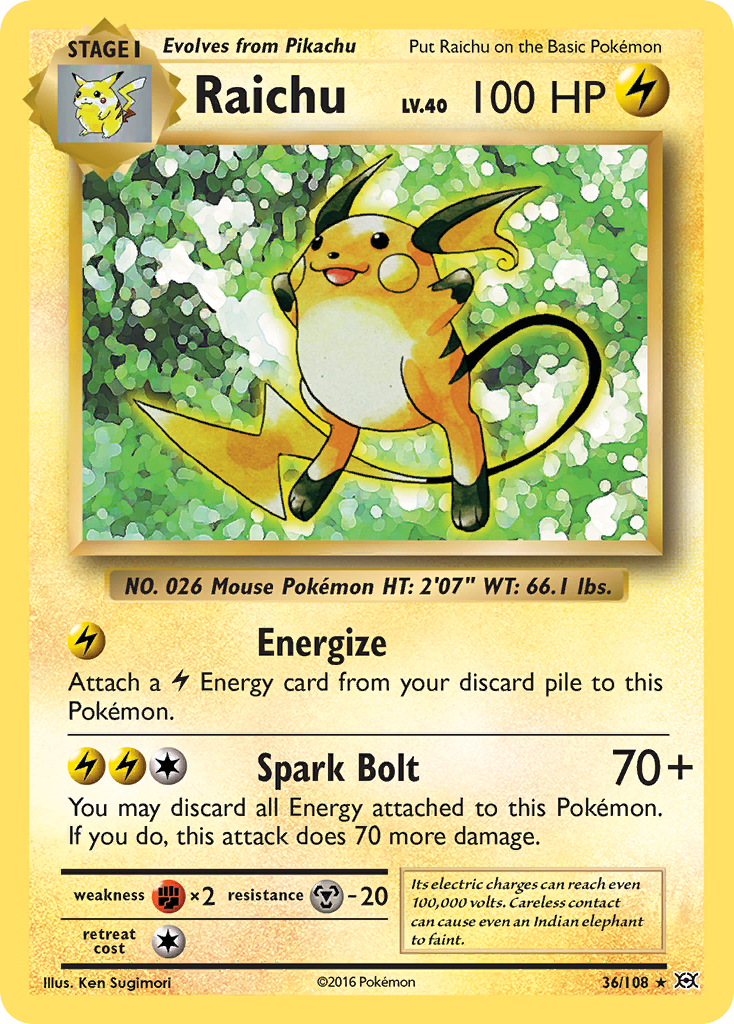 STAGE 1 Evolves from Pikachu Put Raichu on the Basic Pokémon
Raichu LV.40 100 HP
NO. 026 Mouse Pokémon HT: 2'07" WT: 66.1 lbs.
Energize
Attach a Energy card from your discard pile to this
Pokémon.
Spark Bolt 70+
You may discard all Energy attached to this Pokémon.
If you do, this attack does 70 more damage.
weakness ×2 resistance -20
retreat
cost
Its electric charges can reach even
100,000 volts. Careless contact
can cause even an Indian elephant
to faint.
Illus. Ken Sugimori ©2016 Pokémon 36/108 ★